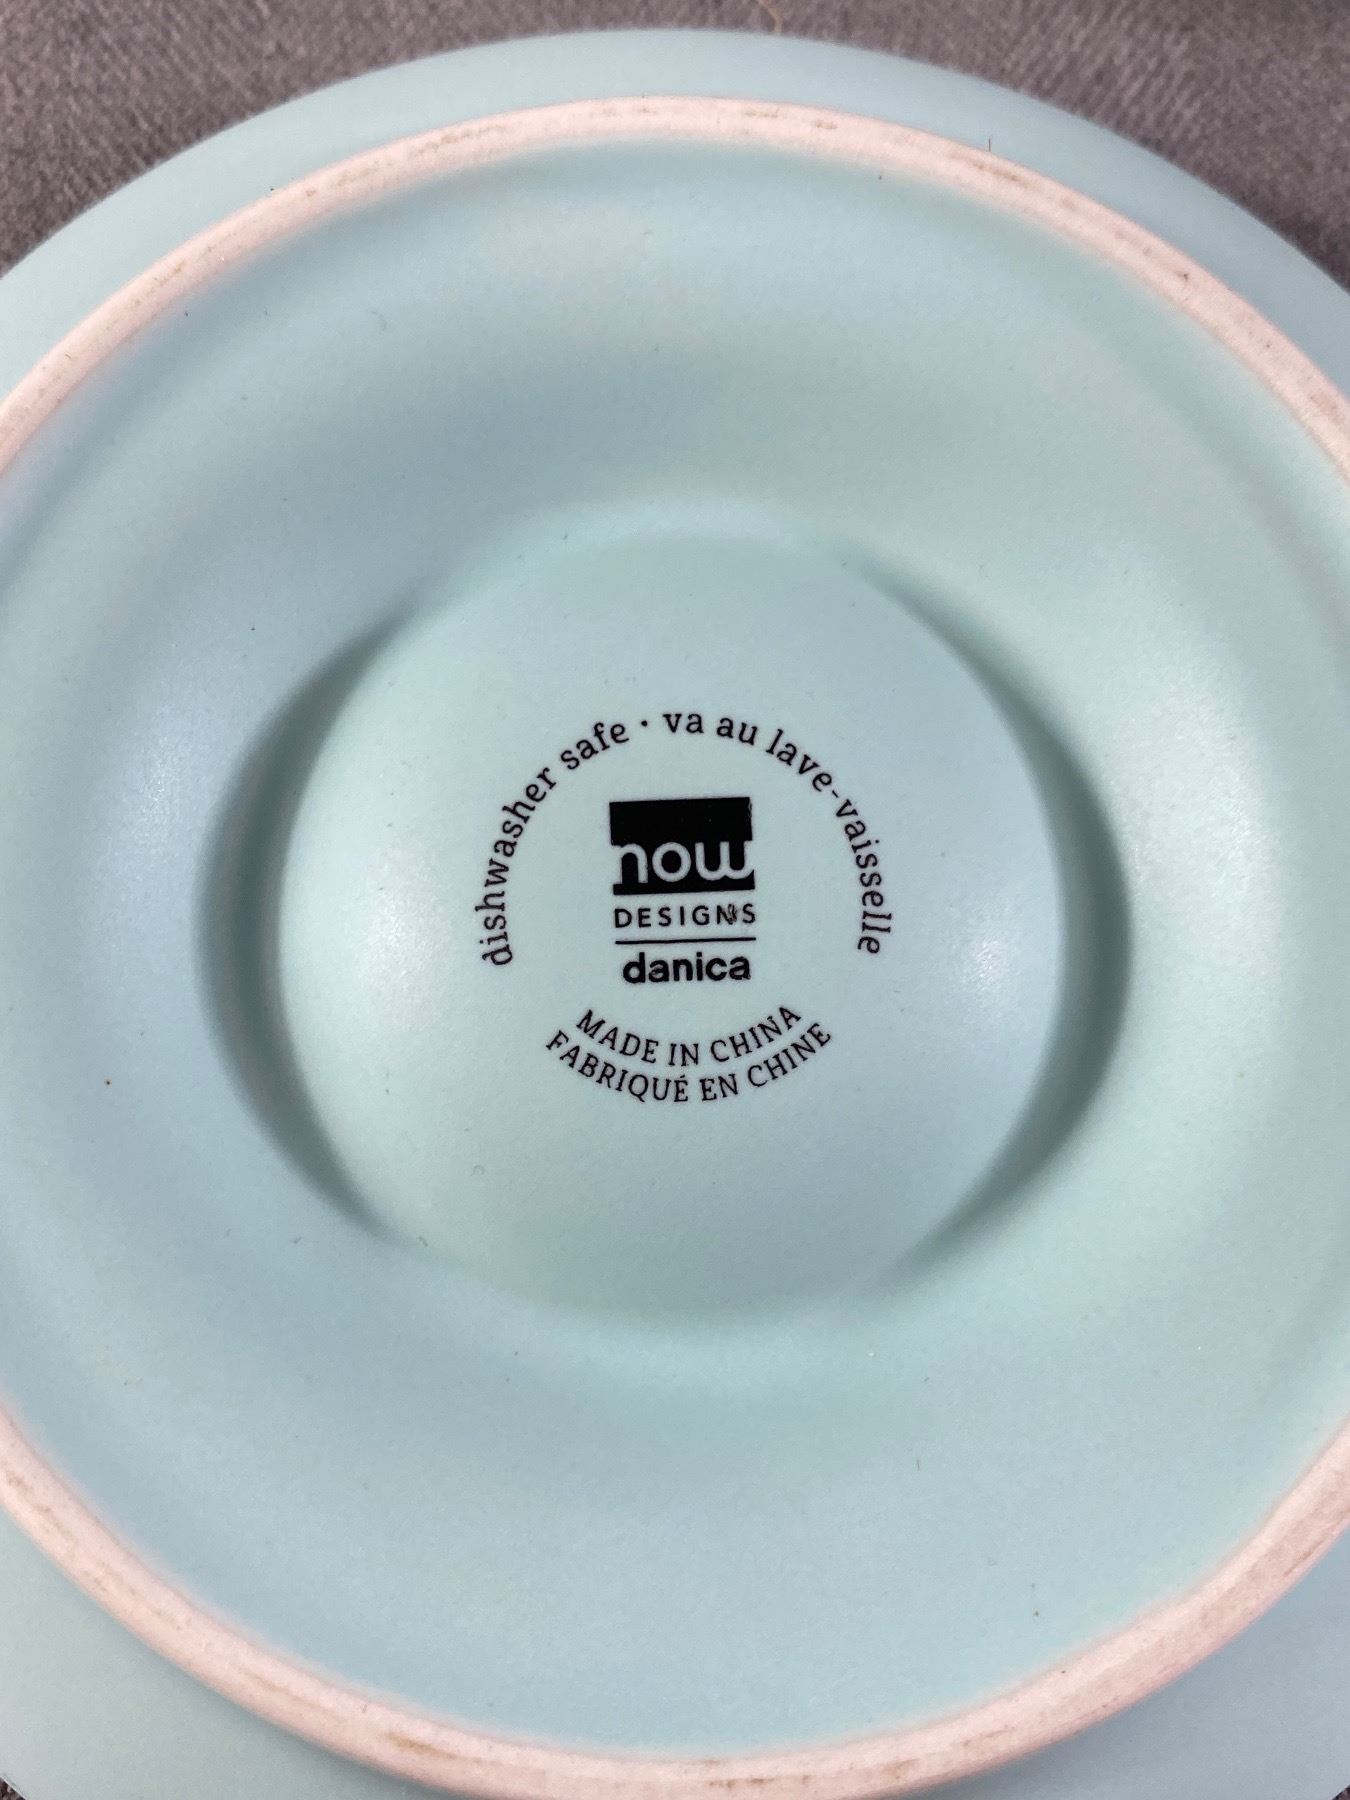 dishwasher safe · va au lave-vaisselle
now
DESIGNS
danica
MADE IN CHINA
FABRIQUÉ EN CHINE